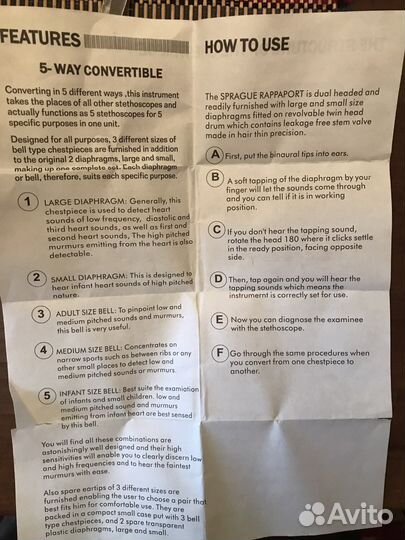 FEATURES
5-WAY CONVERTIBLE
Converting in 5 different ways ,this instrument
takes the places of all other stethoscopes and
actually functions as 5 stethoscopes for 5
specific purposes in one unit.
Designed for all purposes, 3 different sizes of
bell type chestpieces are furnished in addition
to the original 2 diaphragms, large and small,
making up one complete set. Each diaphragm
or bell, therefore, suits each specific purpose.
1 LARGE DIAPHRAGM: Generally, this
chestpiece is used to detect hear
sounds of low frequency, diastolic and
third heart sounds, as well as first and
second heart sounds, The high pitched
murmurs emitting from the heart is also
detectable.
2 SMALL DIAPHRAGM: This is designed to
hear infant heart sounds of high pitched
nature.
3 ADULT SIZE BELL: To pinpoint low and
medium pitched sounds and murmurs,
this bell is very useful.
4 MEDIUM SIZE BELL: Concentrates on
narrow sports such as between ribs or any
other small places to detect low and
medium pitched sounds or murmurs.
5 INFANT SIZE BELL: Best suite the examiation
of infants and small children. low and
medium pitched sound and murmurs
emitting from infant heart are best sensed
by this bell.
You will find all these combinations are
astonishingly well designed and their high
sensitivities will enable you to clearly discern low
and high frequencies and to hear the faintest
murmurs with ease.
Also spare eartips of 3 different sizes are
furnished enabling the user to choose a pair that
best fits him for comfortable use. They are
packed in a compact small case put with 3 bell
type chestpieces, and 2 spare transparent
plastic diaphragms, large and small.
HOW TO USE
The SPRAGUE RAPPAPORT is dual headed and
readily furnished with large and small size
diaphragms fitted on revolvable twin head
drum which contains leakage free stem valve
made in hair thin precision.
A First, put the binaural tips into ears.
B A soft tapping of the diaphragm by your
finger will let the sounds come through
and you can tell if it is in working
position.
C If you don't hear the tapping sound,
rotate the head 180 where it clicks settle
in the ready position, facing opposite
side.
D Then, tap again and you will hear the
tapping sounds which means the
instrument is correctly set for use.
E Now you can diagnose the examinee
with the stethoscope.
F Go through the same procedures when
you convert from one chestpiece to
another.
Avito